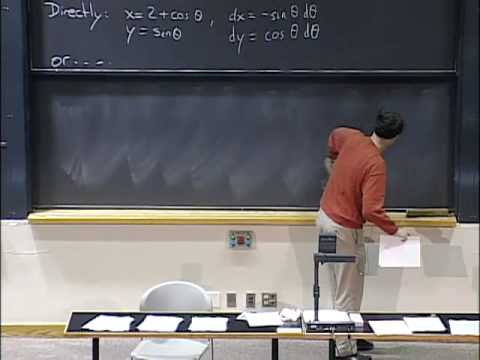 Directly: x = 2 + cos θ, dx = -sin θ dθ
y = sin θ dy = cos θ dθ
or ....